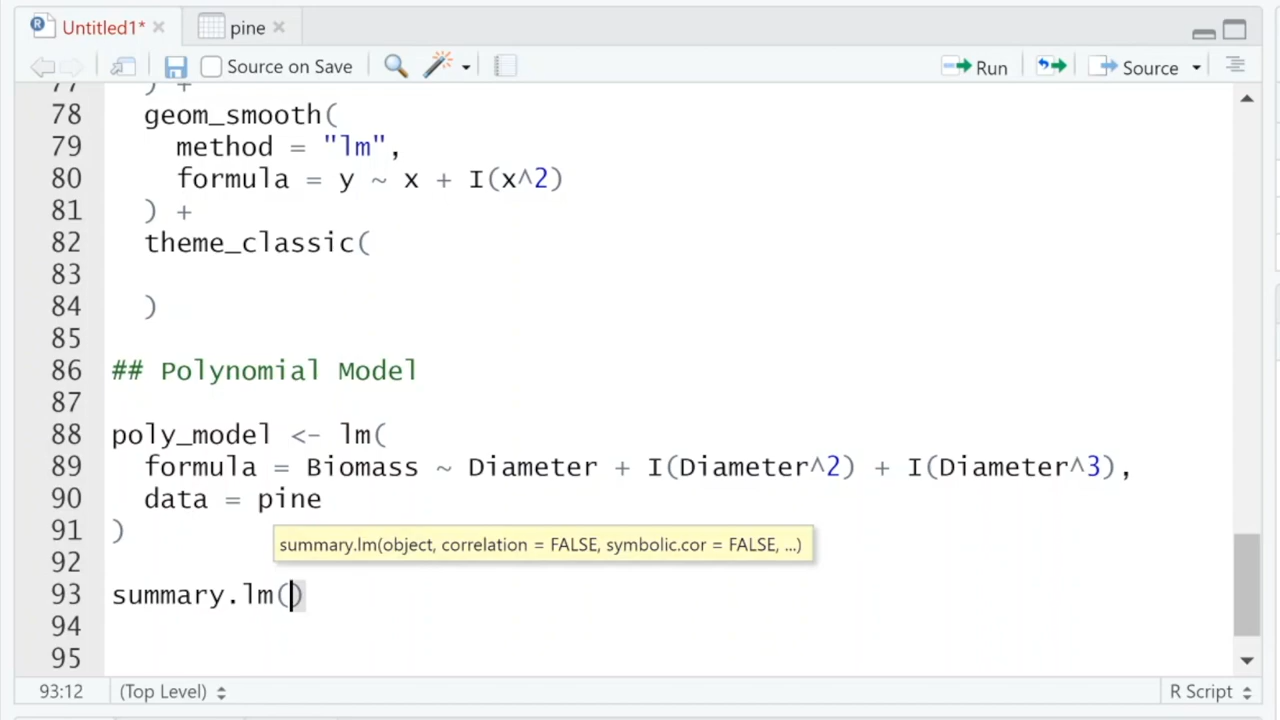 Untitled1* pine
Source on Save Run Source
77 ) +
78 geom_smooth(
79 method = "lm",
80 formula = y ~ x + I(x^2)
81 ) +
82 theme_classic(
83
84 )
85
86 ## Polynomial Model
87
88 poly_model <- lm(
89 formula = Biomass ~ Diameter + I(Diameter^2) + I(Diameter^3),
90 data = pine
91 )
summary.lm(object, correlation = FALSE, symbolic.cor = FALSE, ...)
92
93 summary.lm()
94
95
93:12 (Top Level) R Script